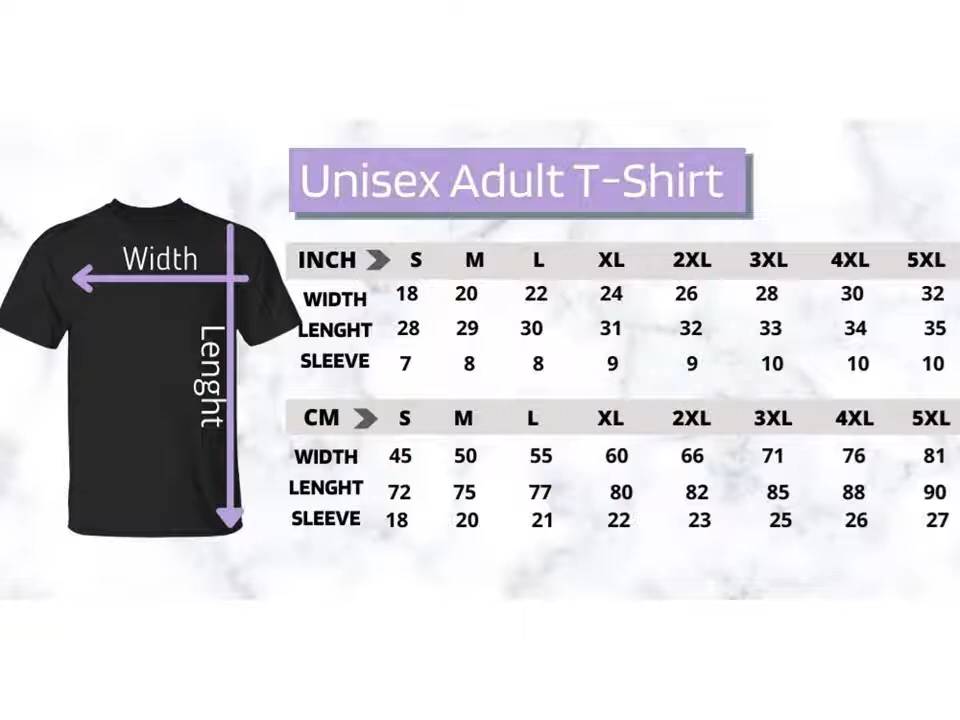 Unisex Adult T-Shirt
Width
Lenght
INCH S M L XL 2XL 3XL 4XL 5XL
WIDTH 18 20 22 24 26 28 30 32
LENGHT 28 29 30 31 32 33 34 35
SLEEVE 7 8 8 9 9 10 10 10
CM S M L XL 2XL 3XL 4XL 5XL
WIDTH 45 50 55 60 66 71 76 81
LENGHT 72 75 77 80 82 85 88 90
SLEEVE 18 20 21 22 23 25 26 27